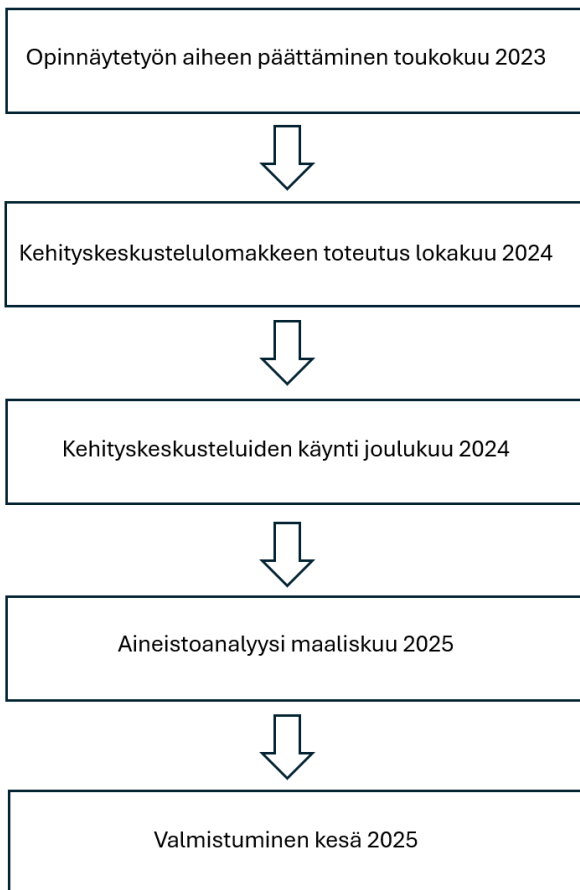 Opinnäytetyön aiheen päättäminen toukokuu 2023
Kehityskeskustelulomakkeen toteutus lokakuu 2024
Kehityskeskusteluiden käynti joulukuu 2024
Aineistoanalyysi maaliskuu 2025
Valmistuminen kesä 2025